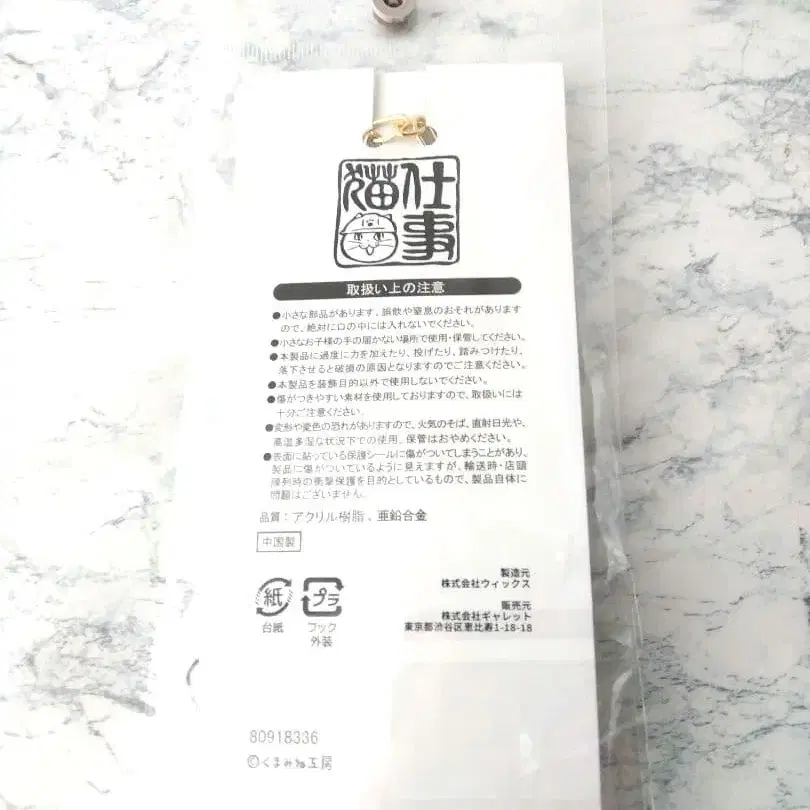 仕事猫
取扱い上の注意
●小さな部品があります。誤飲や窒息のおそれがあります
ので、絶対に口の中には入れないでください。
●小さなお子様の手の届かない場所で使用・保管してください。
●本製品に過度に力を加えたり、投げたり、踏みつけたり、
落下させると破損の原因となりますのでご注意ください。
●本製品を装飾目的以外で使用しないでください。
●傷がつきやすい素材を使用しておりますので、取扱いには
十分ご注意ください。
●変形や変色の恐れがありますので、火気のそば、直射日光や、
高温多湿な状況下での使用、保管はおやめください。
●表面に貼っている保護シールに傷がついてしまうことがあり、
製品に傷がついているように見えますが、輸送時・店頭
陳列時の衝撃保護を目的としているもので、製品自体に
問題はございません。
品質：アクリル樹脂、亜鉛合金
中国製
紙
台紙
プラ
フック
外装
製造元
株式会社ウィックス
販売元
株式会社ギャレット
東京都渋谷区恵比寿1-18-18
80918336
©くまみね工房